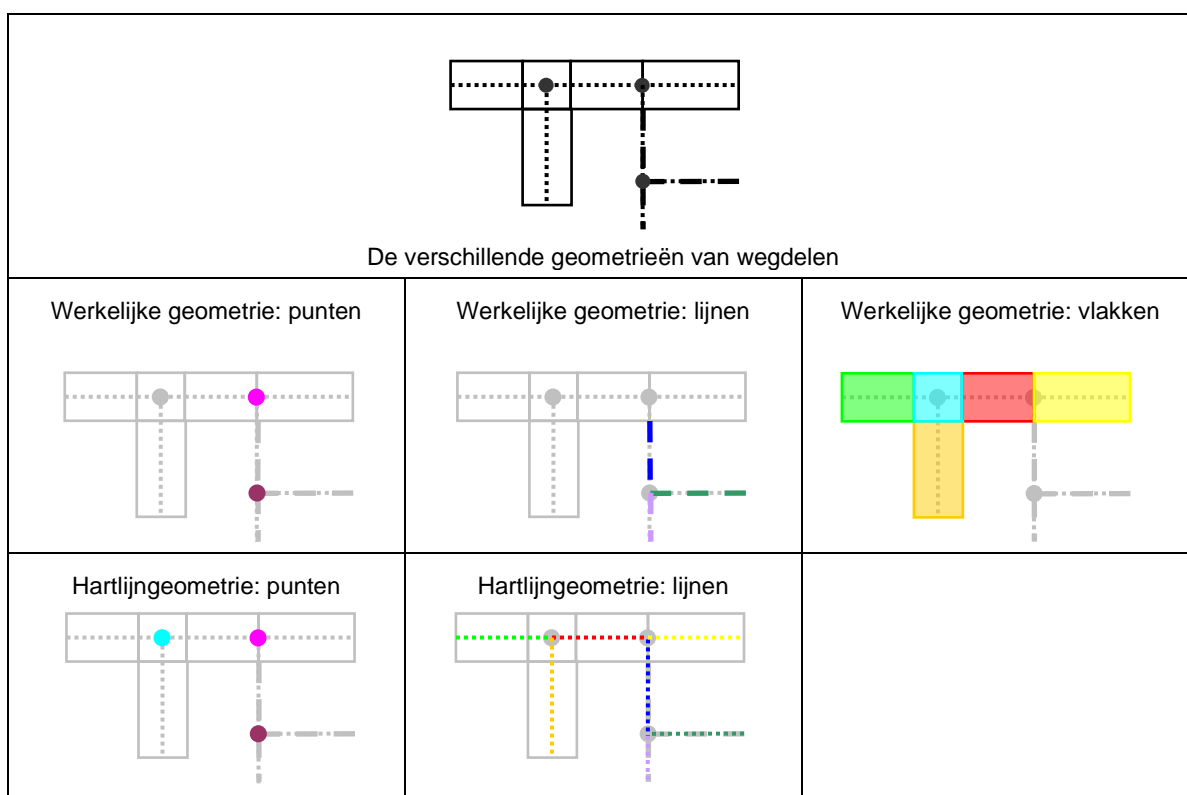 De verschillende geometrieën van wegdelen
Werkelijke geometrie: punten
Werkelijke geometrie: lijnen
Werkelijke geometrie: vlakken
Hartlijngeometrie: punten
Hartlijngeometrie: lijnen